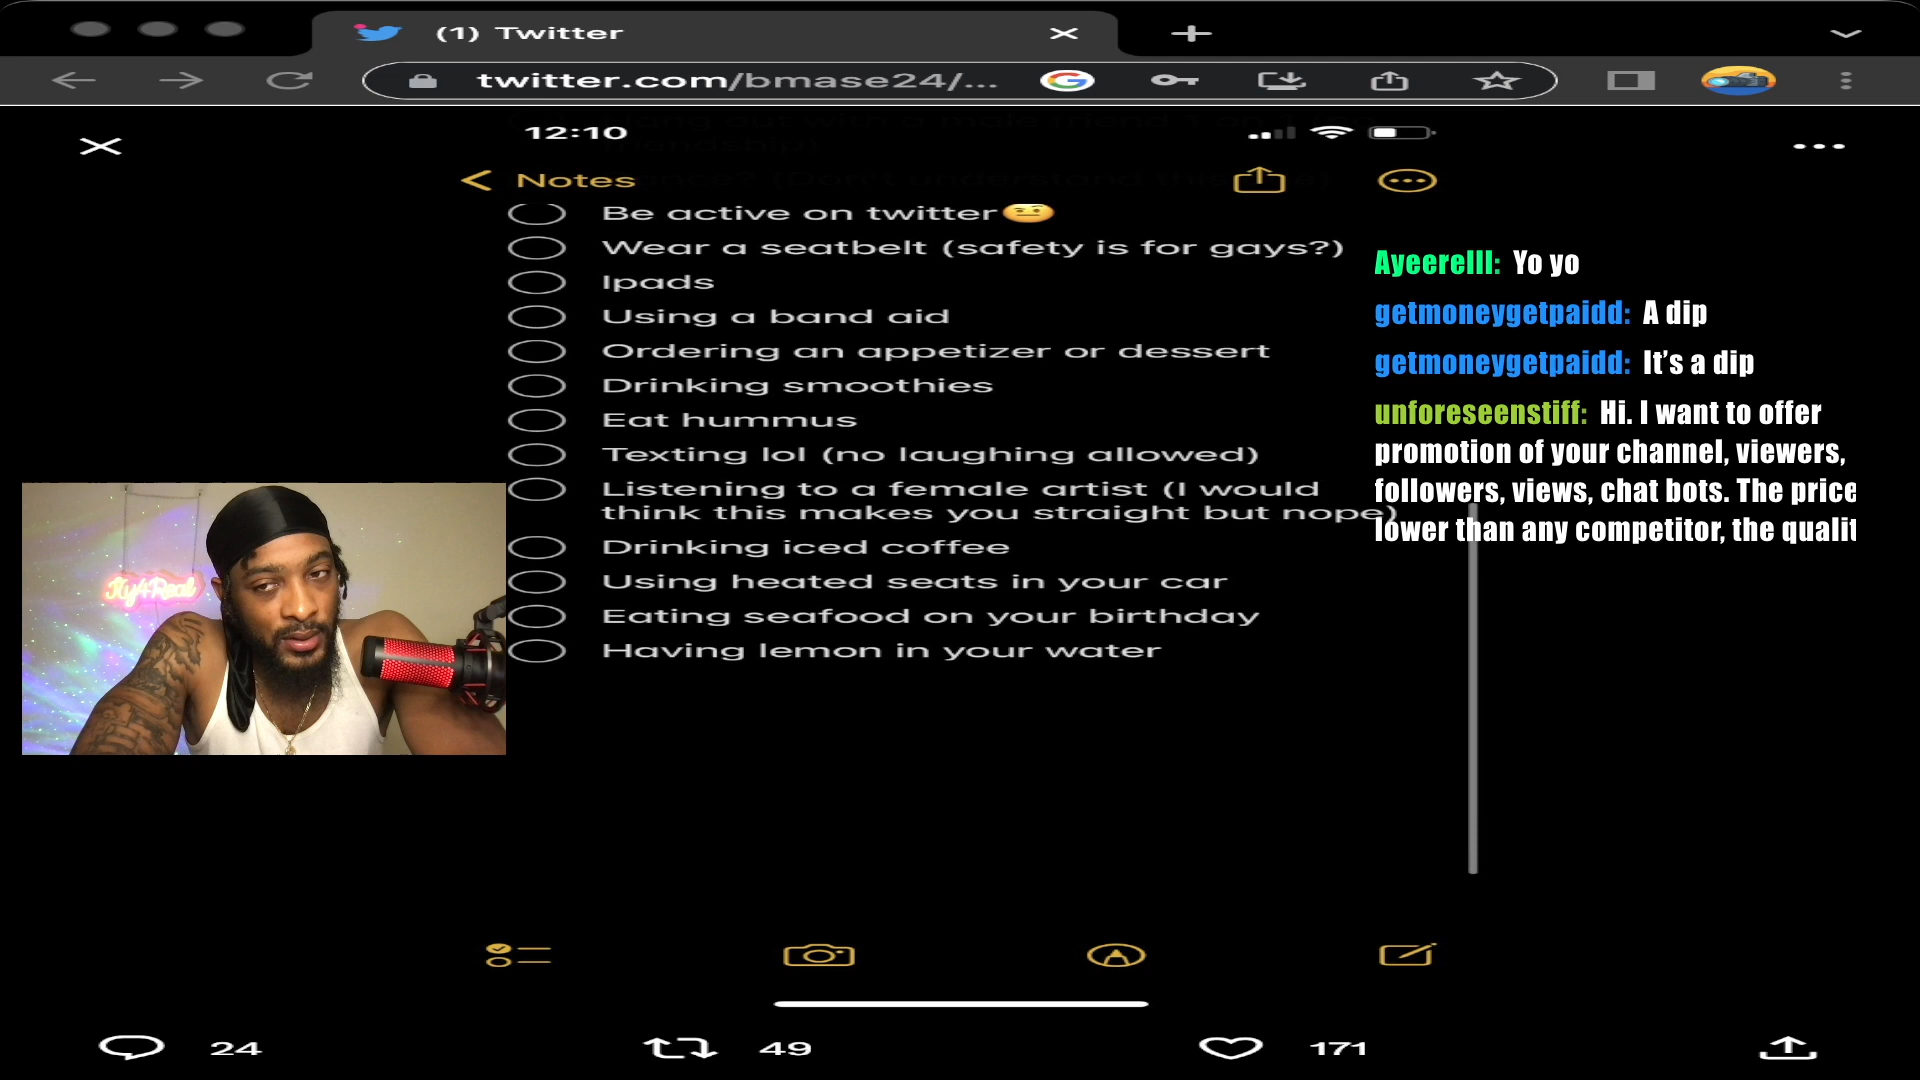 (1) Twitter
twitter.com/bmase24/...
12:10
Notes
Be active on twitter🤨
Wear a seatbelt (safety is for gays?)
Ipads
Using a band aid
Ordering an appetizer or dessert
Drinking smoothies
Eat hummus
Texting lol (no laughing allowed)
Listening to a female artist (I would
think this makes you straight but nope)
Drinking iced coffee
Using heated seats in your car
Eating seafood on your birthday
Having lemon in your water
Ayeerelll: Yo yo
getmoneygetpaidd: A dip
getmoneygetpaidd: It's a dip
unforeseenstiff: Hi. I want to offer
promotion of your channel, viewers,
followers, views, chat bots. The price
lower than any competitor, the qualit
Ky4Real
24
49
171